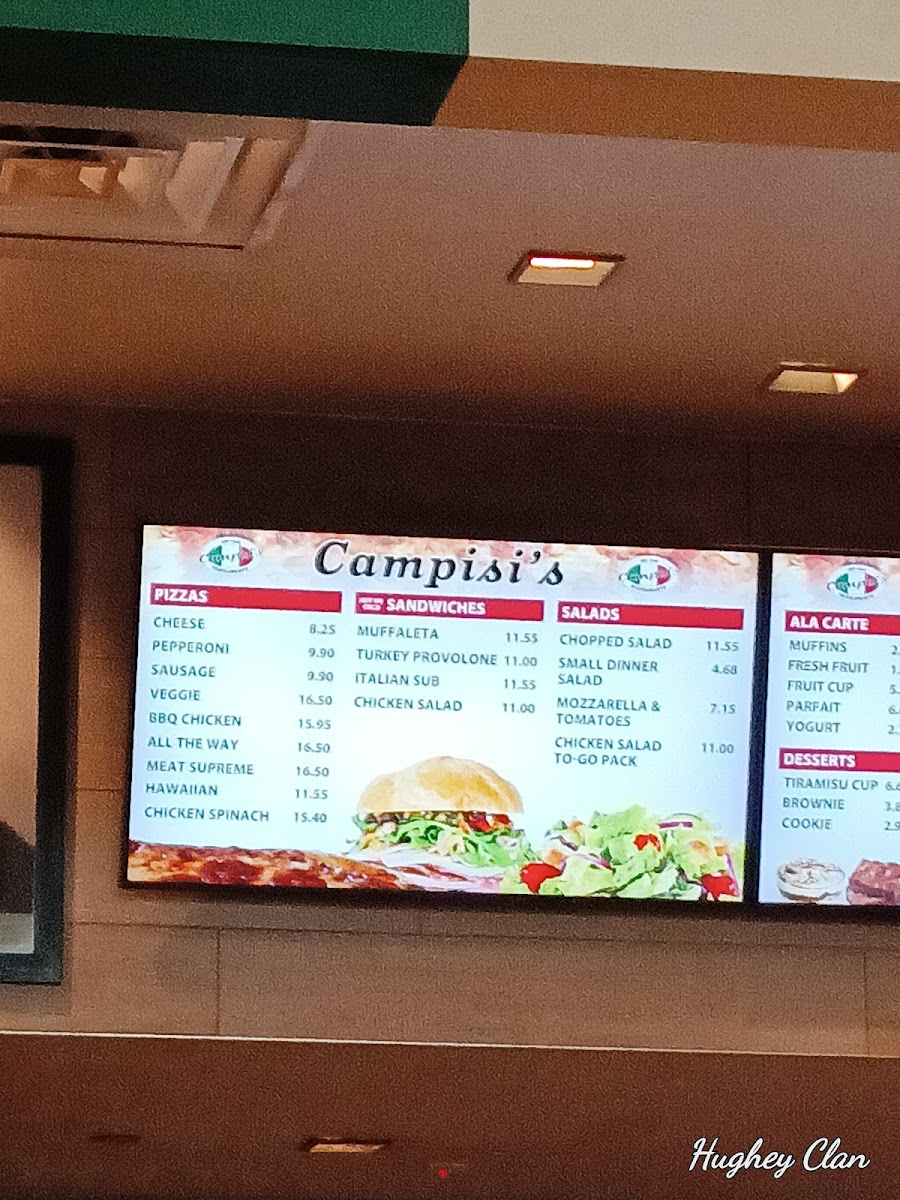 Campisi's
PIZZAS
CHEESE 8.25
PEPPERONI 9.90
SAUSAGE 9.90
VEGGIE 16.50
BBQ CHICKEN 15.95
ALL THE WAY 16.50
MEAT SUPREME 16.50
HAWAIIAN 11.55
CHICKEN SPINACH 15.40
SANDWICHES
MUFFALETA 11.55
TURKEY PROVOLONE 11.00
ITALIAN SUB 11.55
CHICKEN SALAD 11.00
SALADS
CHOPPED SALAD 11.55
SMALL DINNER 4.68
SALAD
MOZZARELLA & 7.15
TOMATOES
CHICKEN SALAD 11.00
TO-GO PACK
ALA CARTE
MUFFINS
FRESH FRUIT
FRUIT CUP
PARFAIT
YOGURT
DESSERTS
TIRAMISU CUP
BROWNIE
COOKIE
Hughey Clan